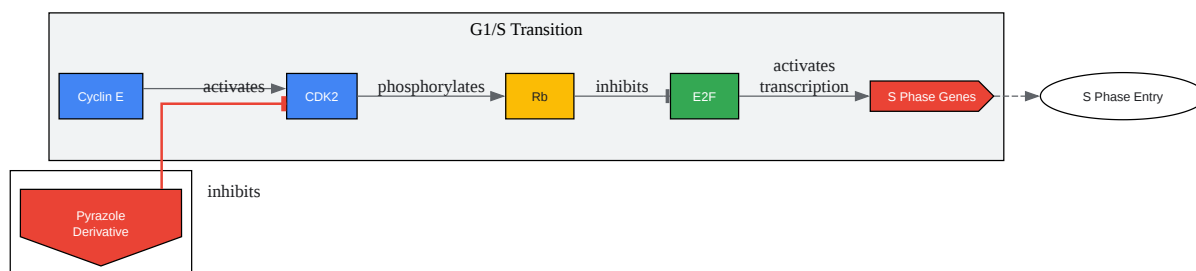 G1/S Transition
Cyclin E
activates
CDK2
phosphorylates
Rb
inhibits
E2F
activates
transcription
S Phase Genes
S Phase Entry
inhibits
Pyrazole
Derivative